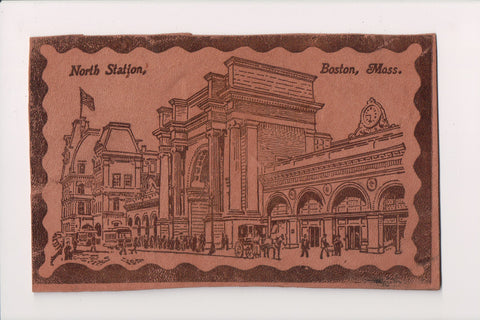 North Station, Boston, Mass.